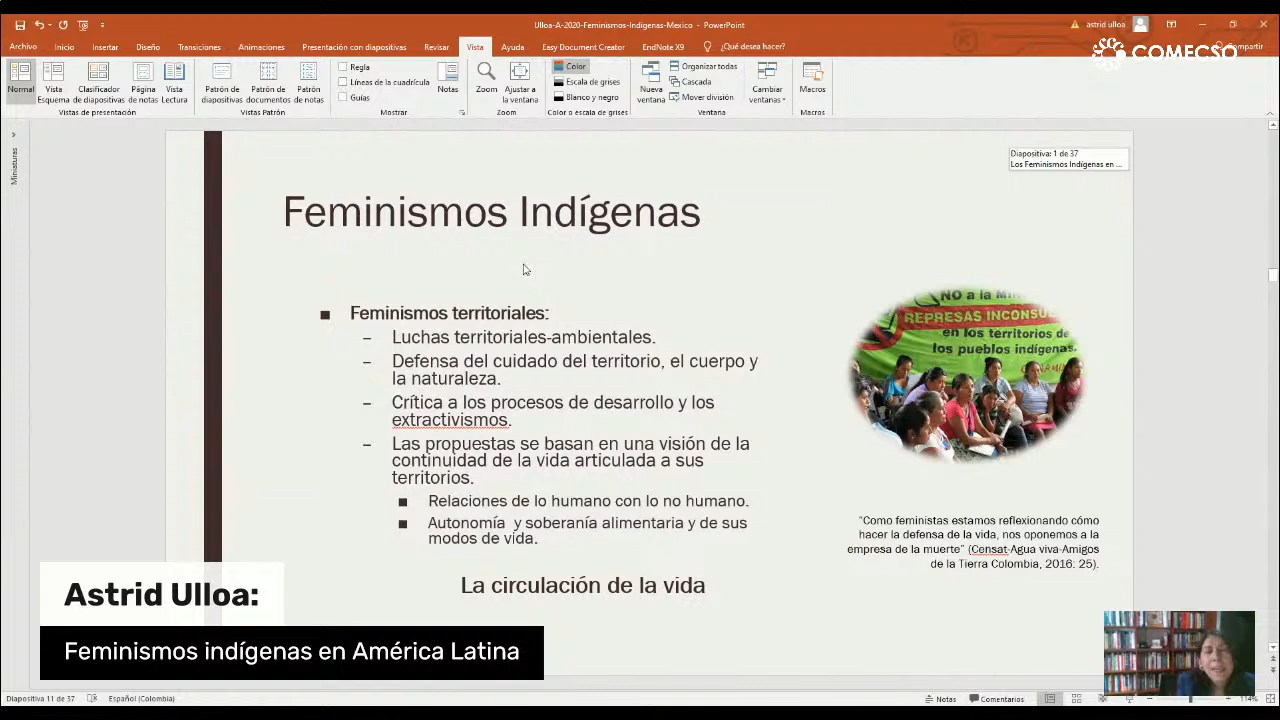 Ulloa-A-2020-Feminismos-Indígenas-Mexico - PowerPoint
astrid ulloa
Archivo Inicio Insertar Diseño Transiciones Animaciones Presentación con diapositivas Revisar Vista Ayuda Easy Document Creator EndNote X9 ¿Qué desea hacer? Compartir
COMECSO
Normal
Vista Esquema
Clasificador de diapositivas
Página de notas
Vista Lectura
Vistas de presentación
Patrón de diapositivas
Patrón de documentos
Patrón de notas
Vistas Patrón
Regla
Líneas de la cuadrícula
Guías
Mostrar
Notas
Zoom
Ajustar a la ventana
Zoom
Color
Escala de grises
Blanco y negro
Color o escala de grises
Nueva ventana
Organizar todas
Cascada
Mover división
Ventana
Cambiar ventanas
Macros
Macros
Miniaturas
Diapositiva: 1 de 37
Los Feminismos Indígenas en ...
Feminismos Indígenas
■ Feminismos territoriales:
– Luchas territoriales-ambientales.
– Defensa del cuidado del territorio, el cuerpo y
la naturaleza.
– Crítica a los procesos de desarrollo y los
extractivismos.
– Las propuestas se basan en una visión de la
continuidad de la vida articulada a sus
territorios.
■ Relaciones de lo humano con lo no humano.
■ Autonomía y soberanía alimentaria y de sus
modos de vida.
La circulación de la vida
NO a la
REPRESAS
en los territorios de
los pueblos indígenas.
"Como feministas estamos reflexionando cómo
hacer la defensa de la vida, nos oponemos a la
empresa de la muerte" (Censat-Agua viva-Amigos
de la Tierra Colombia, 2016: 25).
Astrid Ulloa:
Feminismos indígenas en América Latina
Diapositiva 11 de 37 Español (Colombia) Notas Comentarios 114%